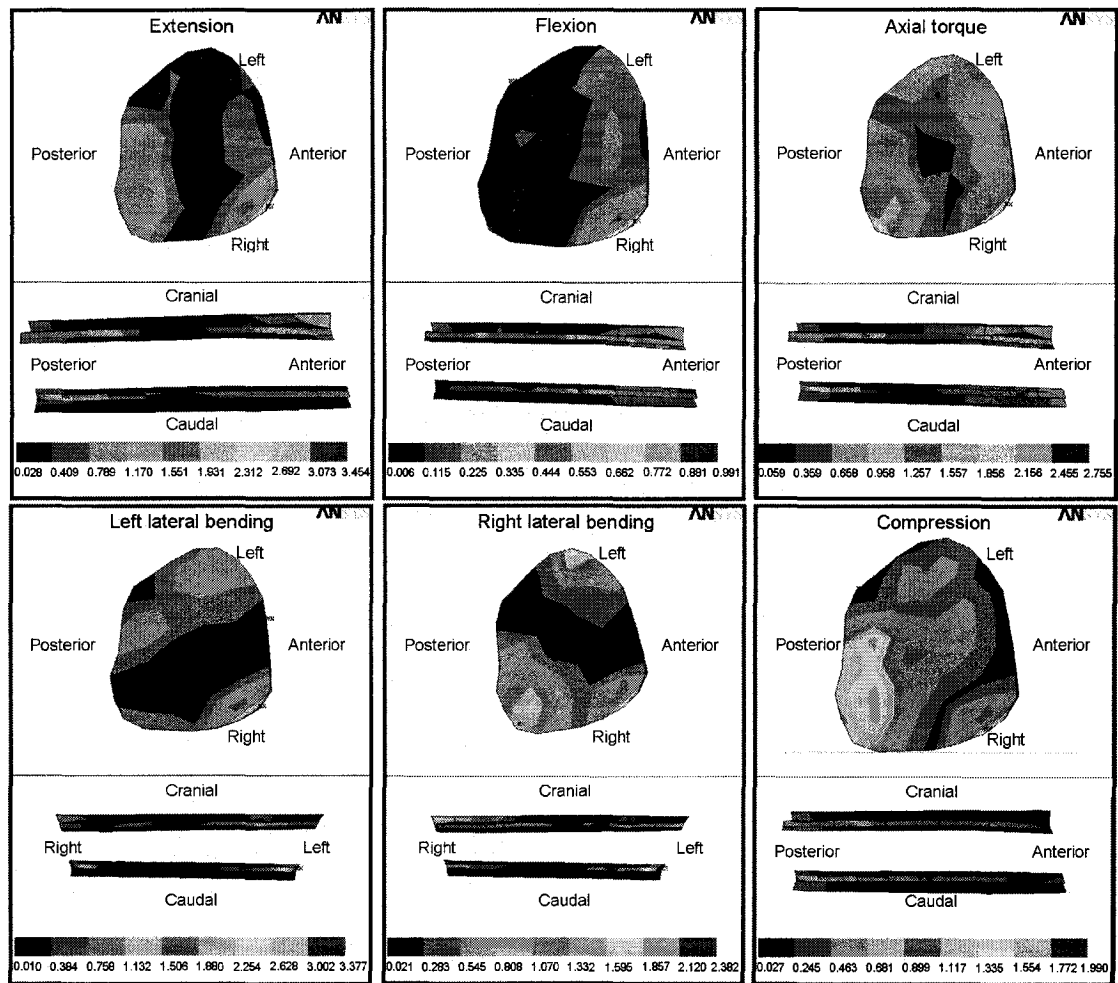 Extension
ΛN
Left
Posterior
Anterior
Right
Cranial
Posterior
Anterior
Caudal
0.028 0.409 0.789 1.170 1.551 1.931 2.312 2.692 3.073 3.454
Flexion
ΛN
Left
Posterior
Anterior
Right
Cranial
Posterior
Anterior
Caudal
0.006 0.115 0.225 0.335 0.444 0.553 0.662 0.772 0.881 0.991
Axial torque
ΛN
Left
Posterior
Anterior
Right
Cranial
Posterior
Anterior
Caudal
0.059 0.359 0.658 0.958 1.257 1.557 1.856 2.166 2.455 2.755
Left lateral bending
ΛN
Left
Posterior
Anterior
Right
Cranial
Right
Left
Caudal
0.010 0.384 0.758 1.132 1.506 1.880 2.254 2.628 3.002 3.377
Right lateral bending
ΛN
Left
Posterior
Anterior
Right
Cranial
Right
Left
Caudal
0.021 0.283 0.545 0.808 1.070 1.332 1.595 1.857 2.120 2.382
Compression
ΛN
Left
Posterior
Anterior
Right
Cranial
Posterior
Anterior
Caudal
0.027 0.245 0.463 0.681 0.899 1.117 1.335 1.554 1.772 1.990